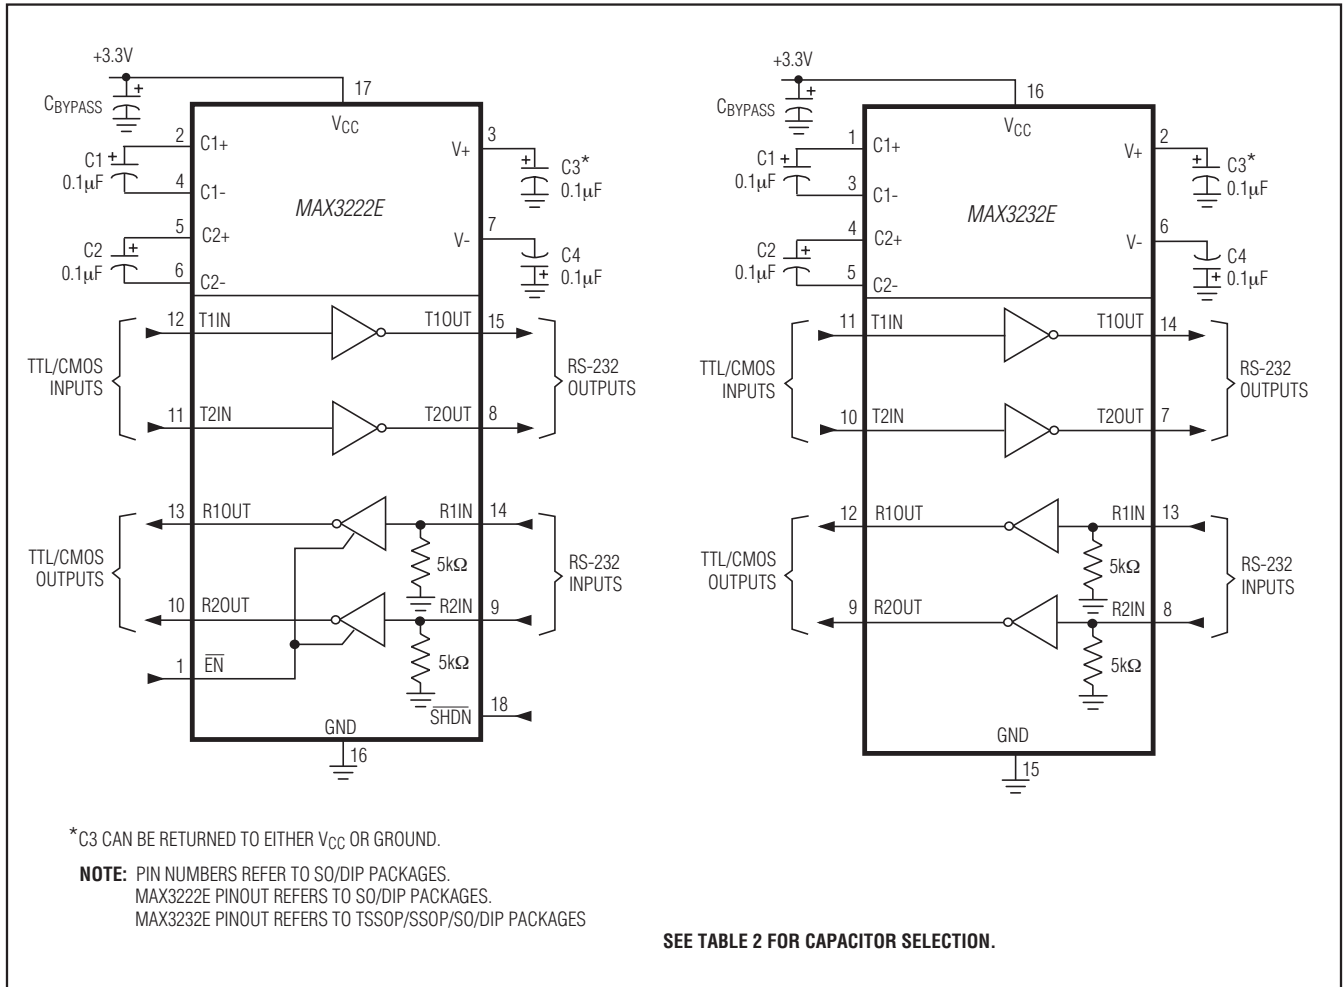 +3.3V
17
CBYPASS
VCC
2
C1+
V+
3
C1
0.1µF
C3*
0.1µF
4
C1-
MAX3222E
5
C2+
V-
7
C2
0.1µF
C4
0.1µF
6
C2-
12
T1IN
T1OUT
15
TTL/CMOS
INPUTS
RS-232
OUTPUTS
11
T2IN
T2OUT
8
13
R1OUT
R1IN
14
5kΩ
TTL/CMOS
OUTPUTS
RS-232
INPUTS
10
R2OUT
R2IN
9
5kΩ
1
EN
SHDN
18
GND
16
+3.3V
16
CBYPASS
VCC
1
C1+
V+
2
C1
0.1µF
C3*
0.1µF
3
C1-
MAX3232E
4
C2+
V-
6
C2
0.1µF
C4
0.1µF
5
C2-
11
T1IN
T1OUT
14
TTL/CMOS
INPUTS
RS-232
OUTPUTS
10
T2IN
T2OUT
7
12
R1OUT
R1IN
13
5kΩ
TTL/CMOS
OUTPUTS
RS-232
INPUTS
9
R2OUT
R2IN
8
5kΩ
GND
15
*C3 CAN BE RETURNED TO EITHER VCC OR GROUND.
NOTE: PIN NUMBERS REFER TO SO/DIP PACKAGES.
MAX3222E PINOUT REFERS TO SO/DIP PACKAGES.
MAX3232E PINOUT REFERS TO TSSOP/SSOP/SO/DIP PACKAGES
SEE TABLE 2 FOR CAPACITOR SELECTION.